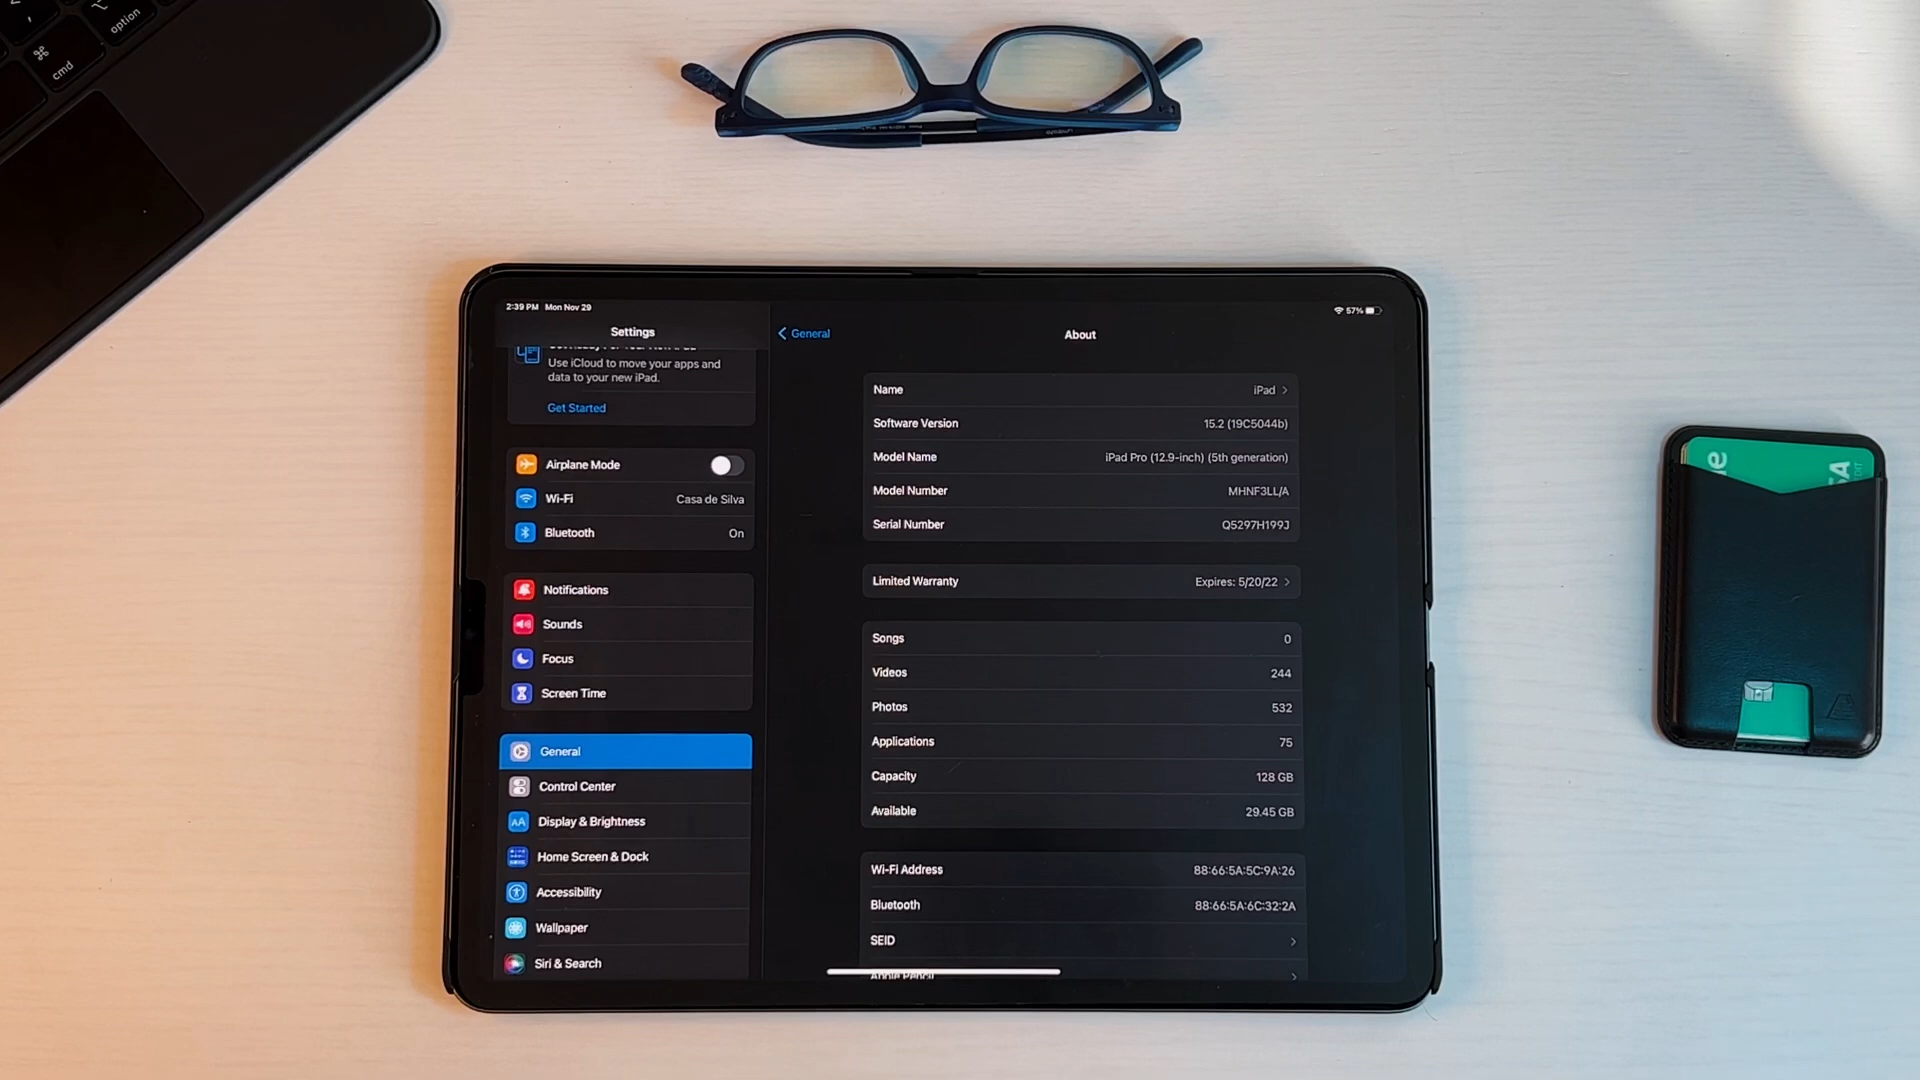 option
⌘
cmd
2:39 PM Mon Nov 29
57%
Settings
Use iCloud to move your apps and
data to your new iPad.
Get Started
Airplane Mode
Wi-Fi Casa de Silva
Bluetooth On
Notifications
Sounds
Focus
Screen Time
General
Control Center
AA Display & Brightness
Home Screen & Dock
Accessibility
Wallpaper
Siri & Search
General
About
Name iPad
Software Version 15.2 (19C5044b)
Model Name iPad Pro (12.9-inch) (5th generation)
Model Number MHNF3LL/A
Serial Number Q5297H199J
Limited Warranty Expires: 5/20/22
Songs 0
Videos 244
Photos 532
Applications 75
Capacity 128 GB
Available 29.45 GB
Wi-Fi Address 88:66:5A:5C:9A:26
Bluetooth 88:66:5A:6C:32:2A
SEID
Apple Pencil